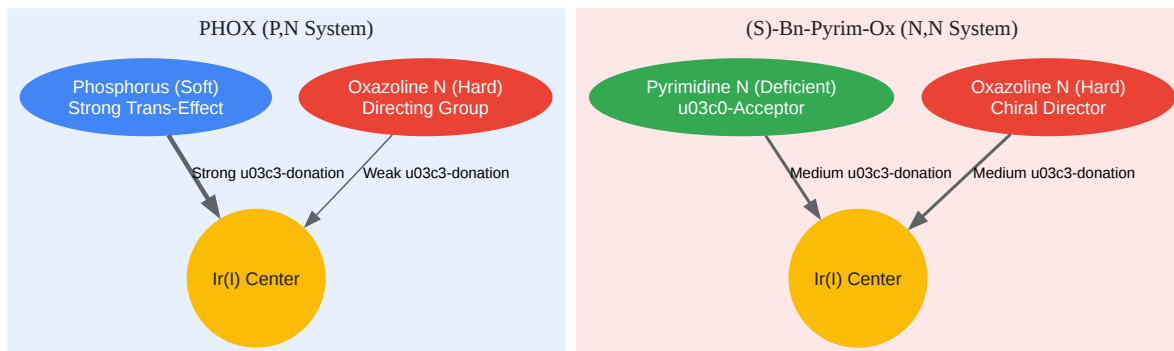 PHOX (P,N System)
Phosphorus (Soft)
Strong Trans-Effect
Oxazoline N (Hard)
Directing Group
Strong u03c3-donation
Weak u03c3-donation
Ir(I) Center
(S)-Bn-Pyrim-Ox (N,N System)
Pyrimidine N (Deficient)
u03c0-Acceptor
Oxazoline N (Hard)
Chiral Director
Medium u03c3-donation
Medium u03c3-donation
Ir(I) Center